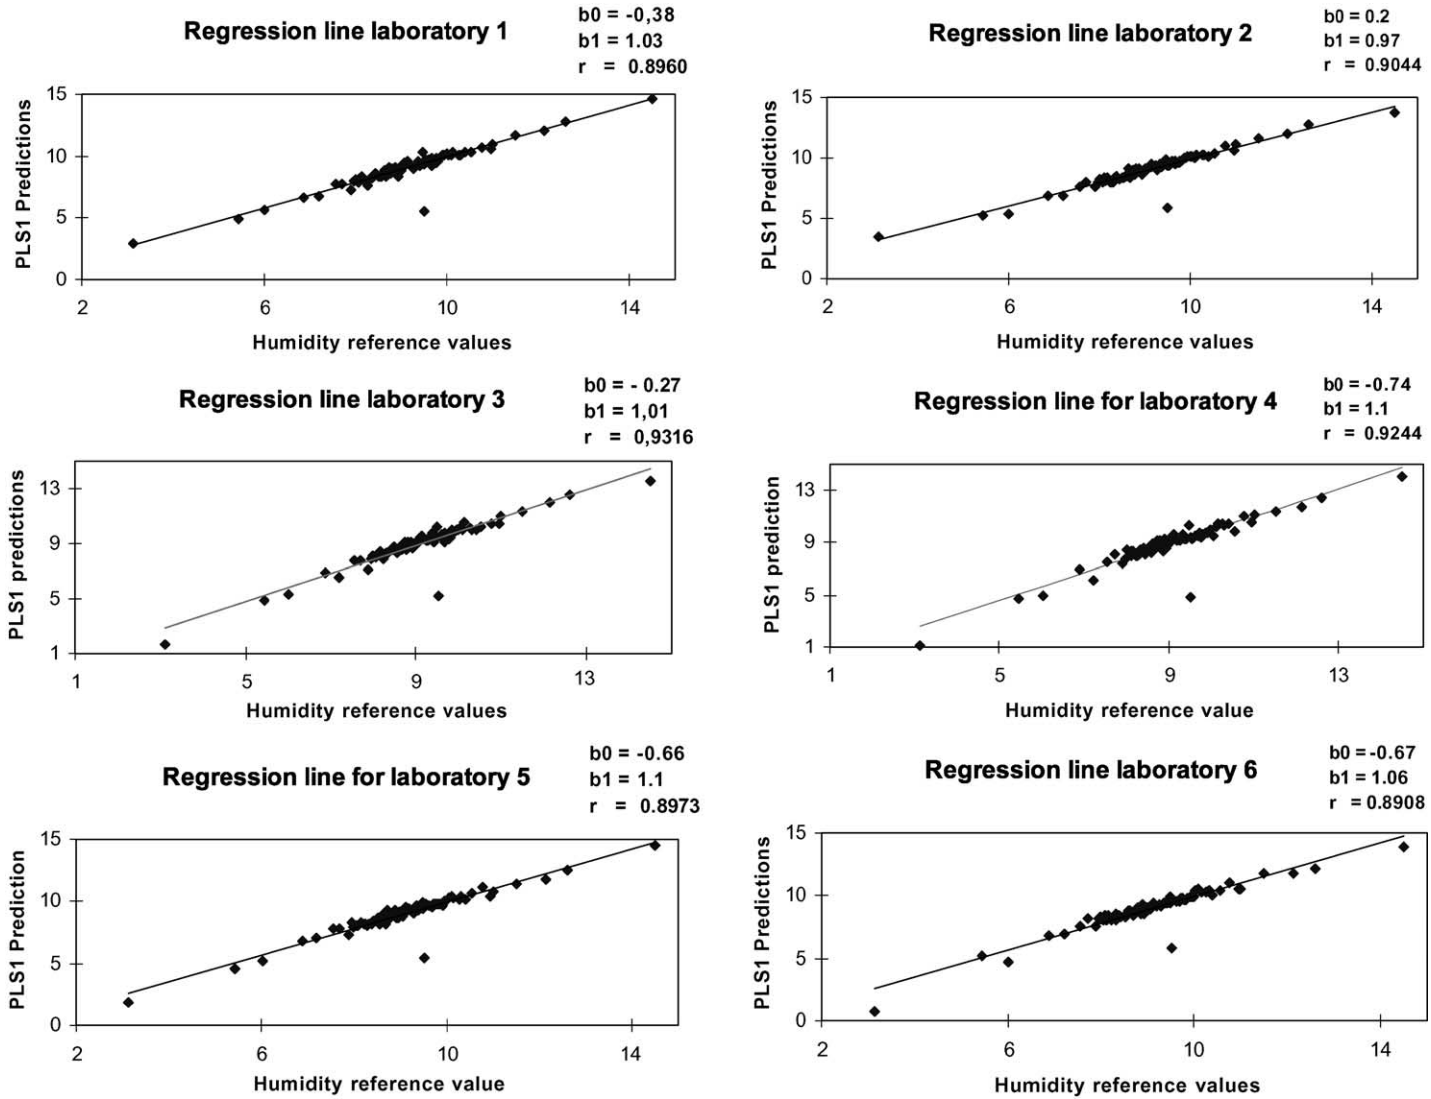 Regression line laboratory 1
b0 = -0,38
b1 = 1.03
r = 0.8960
PLS1 Predictions
15
10
5
0
2 6 10 14
Humidity reference values
Regression line laboratory 2
b0 = 0.2
b1 = 0.97
r = 0.9044
PLS1 Predictions
15
10
5
0
2 6 10 14
Humidity reference values
Regression line laboratory 3
b0 = - 0.27
b1 = 1,01
r = 0,9316
PLS1 predictions
13
9
5
1
1 5 9 13
Humidity reference values
Regression line for laboratory 4
b0 = -0.74
b1 = 1.1
r = 0.9244
PLS1 prediction
13
9
5
1
1 5 9 13
Humidity reference value
Regression line for laboratory 5
b0 = -0.66
b1 = 1.1
r = 0.8973
PLS1 Prediction
15
10
5
0
2 6 10 14
Humidity reference value
Regression line laboratory 6
b0 = -0.67
b1 = 1.06
r = 0.8908
PLS1 Predictions
15
10
5
0
2 6 10 14
Humidity reference values